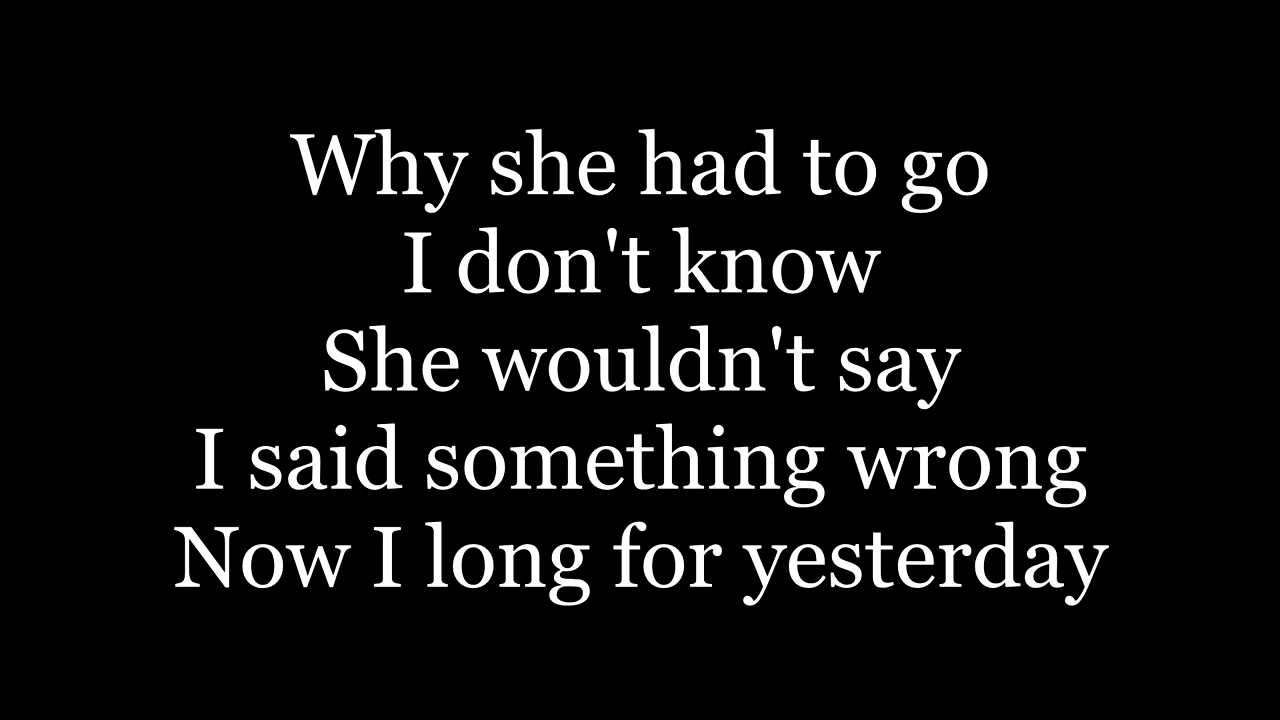 Why she had to go
I don't know
She wouldn't say
I said something wrong
Now I long for yesterday